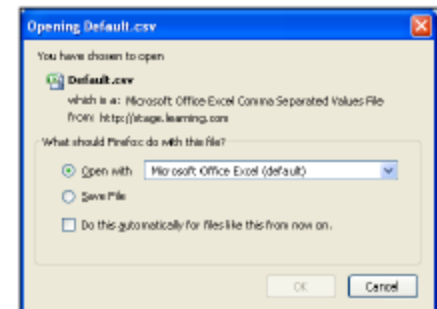 Opening Default.csv
You have chosen to open
Default.csv
which is a: Microsoft Office Excel Comma Separated Values File
from: http://stage.learning.com
What should Firefox do with this file?
Open with Microsoft Office Excel (default)
Save File
Do this automatically for files like this from now on.
OK Cancel